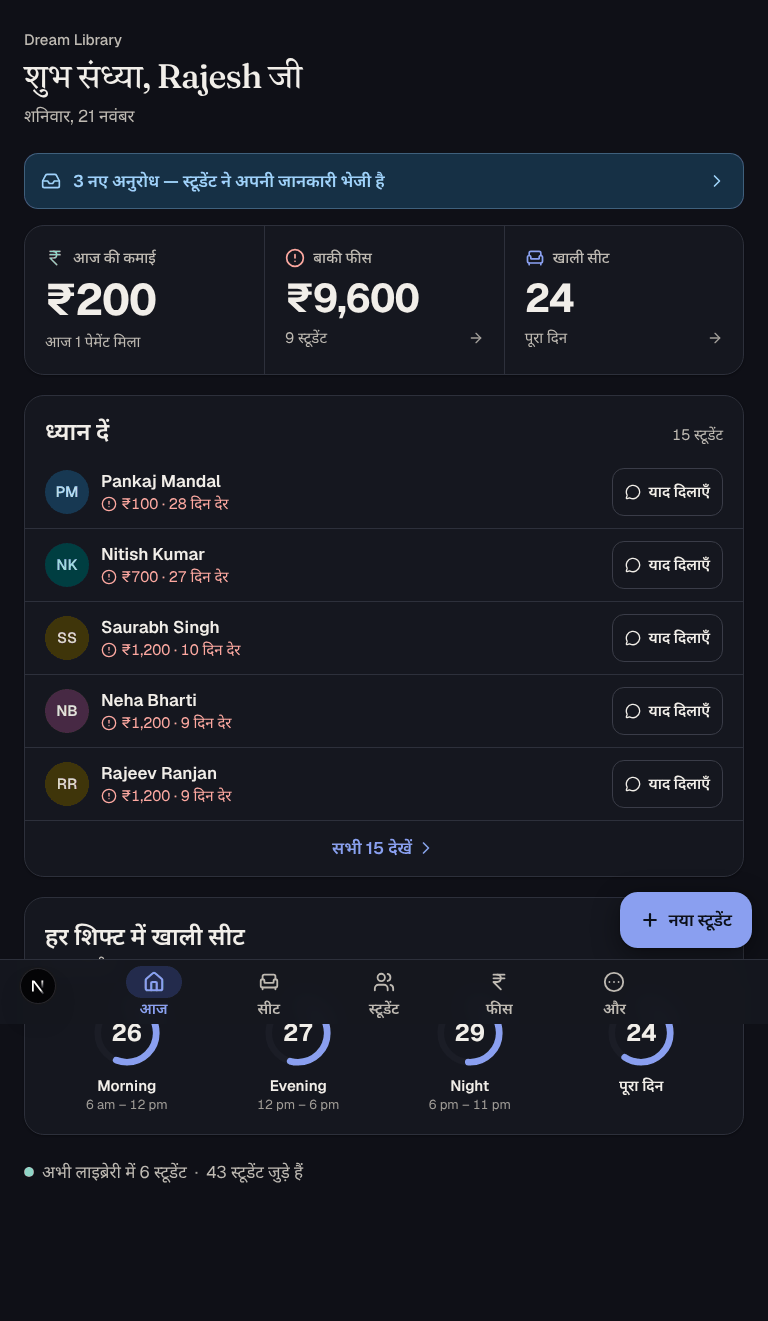 Dream Library
शुभ संध्या, Rajesh जी
शनिवार, 21 नवंबर
3 नए अनुरोध — स्टूडेंट ने अपनी जानकारी भेजी है
आज की कमाई
₹200
आज 1 पेमेंट मिला
बाकी फीस
₹9,600
9 स्टूडेंट
खाली सीट
24
पूरा दिन
ध्यान दें
15 स्टूडेंट
PM
Pankaj Mandal
₹100 · 28 दिन देर
याद दिलाएँ
NK
Nitish Kumar
₹700 · 27 दिन देर
याद दिलाएँ
SS
Saurabh Singh
₹1,200 · 10 दिन देर
याद दिलाएँ
NB
Neha Bharti
₹1,200 · 9 दिन देर
याद दिलाएँ
RR
Rajeev Ranjan
₹1,200 · 9 दिन देर
याद दिलाएँ
सभी 15 देखें
नया स्टूडेंट
हर शिफ्ट में खाली सीट
N
आज
सीट
स्टूडेंट
फीस
और
26
Morning
6 am – 12 pm
27
Evening
12 pm – 6 pm
29
Night
6 pm – 11 pm
24
पूरा दिन
अभी लाइब्रेरी में 6 स्टूडेंट · 43 स्टूडेंट जुड़े हैं